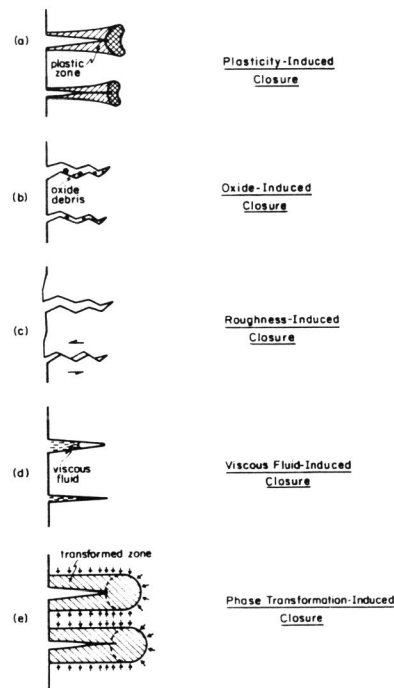 (a)
plastic
zone
Plasticity-Induced
Closure
(b)
oxide
debris
Oxide-Induced
Closure
(c)
Roughness-Induced
Closure
(d)
viscous
fluid
Viscous Fluid-Induced
Closure
transformed zone
(e)
Phase Transformation-Induced
Closure